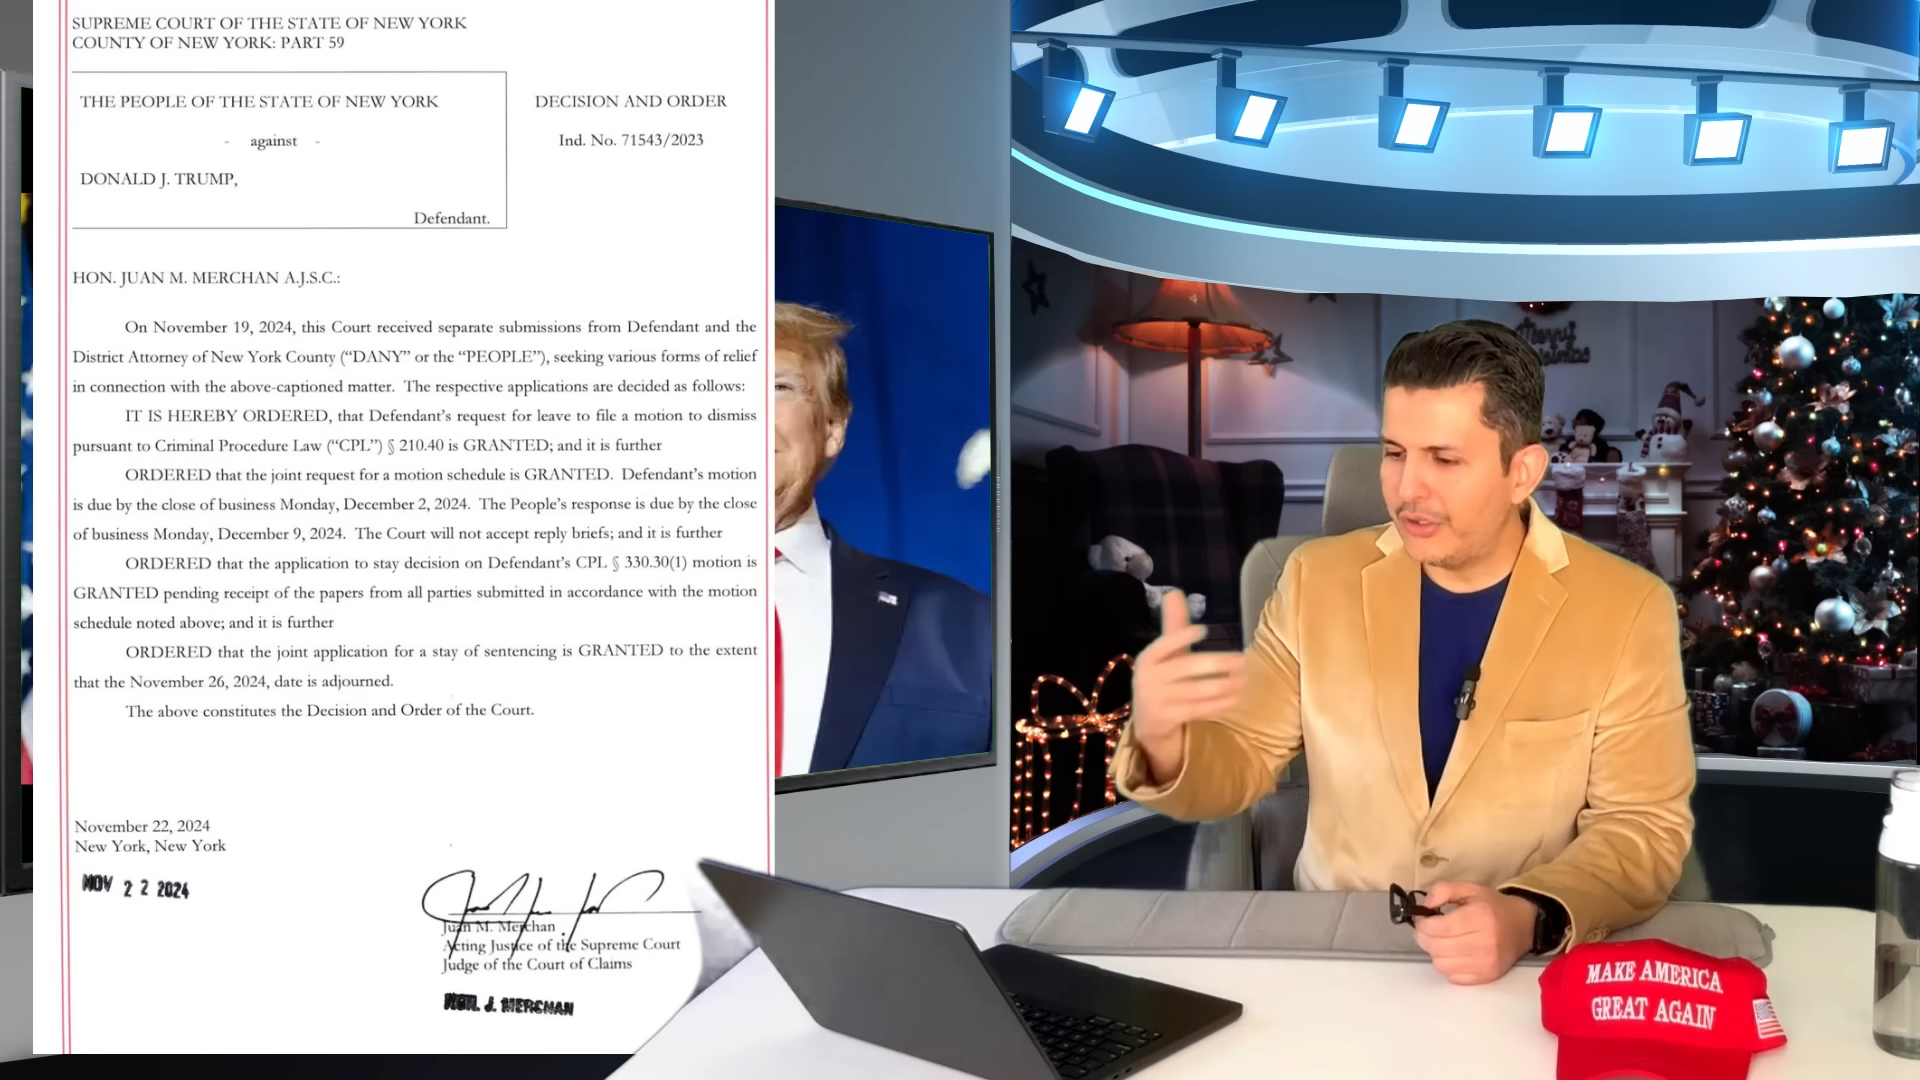 SUPREME COURT OF THE STATE OF NEW YORK
COUNTY OF NEW YORK: PART 59
THE PEOPLE OF THE STATE OF NEW YORK
- against -
DONALD J. TRUMP,
Defendant.
DECISION AND ORDER
Ind. No. 71543/2023
HON. JUAN M. MERCHAN A.J.S.C.:
On November 19, 2024, this Court received separate submissions from Defendant and the
District Attorney of New York County (“DANY” or the “PEOPLE”), seeking various forms of relief
in connection with the above-captioned matter. The respective applications are decided as follows:
IT IS HEREBY ORDERED, that Defendant’s request for leave to file a motion to dismiss
pursuant to Criminal Procedure Law (“CPL”) § 210.40 is GRANTED; and it is further
ORDERED that the joint request for a motion schedule is GRANTED. Defendant’s motion
is due by the close of business Monday, December 2, 2024. The People’s response is due by the close
of business Monday, December 9, 2024. The Court will not accept reply briefs; and it is further
ORDERED that the application to stay decision on Defendant’s CPL § 330.30(1) motion is
GRANTED pending receipt of the papers from all parties submitted in accordance with the motion
schedule noted above; and it is further
ORDERED that the joint application for a stay of sentencing is GRANTED to the extent
that the November 26, 2024, date is adjourned.
The above constitutes the Decision and Order of the Court.
November 22, 2024
New York, New York
NOV 22 2024
Juan M. Merchan
Acting Justice of the Supreme Court
Judge of the Court of Claims
J. MERCHAN
Merry
Christmas
MAKE AMERICA
GREAT AGAIN